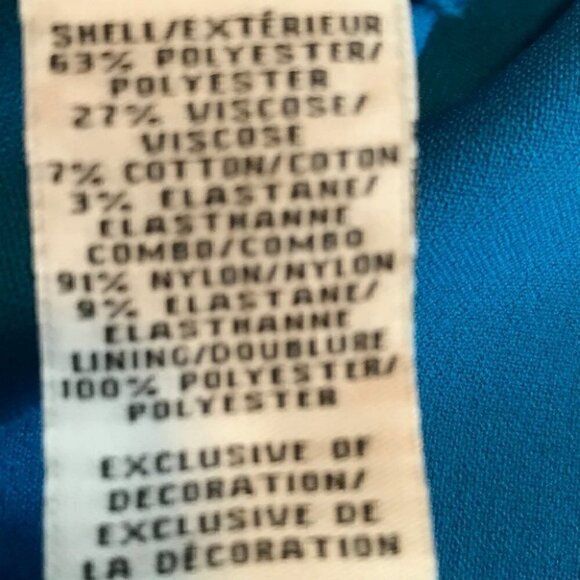 SHELL/EXTÉRIEUR
63% POLYESTER/
POLYESTER
27% VISCOSE/
VISCOSE
7% COTTON/COTON
3% ELASTANE/
ELASTHANNE
COMBO/COMBO
91% NYLON/NYLON
9% ELASTANE/
ELASTHANNE
LINING/DOUBLURE
100% POLYESTER/
POLYESTER
EXCLUSIVE OF
DECORATION/
EXCLUSIVE DE
LA DÉCORATION